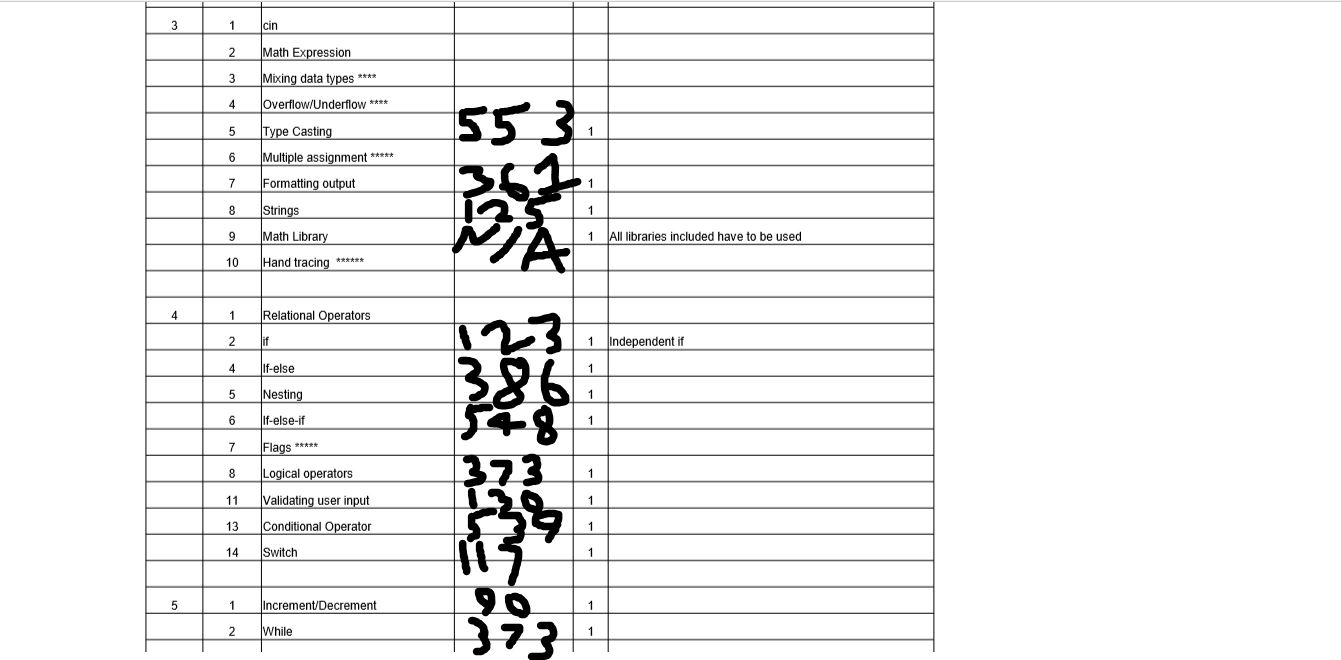 3 1 cin
2 Math Expression
3 Mixing data types ****
4 Overflow/Underflow ****
5 Type Casting 553 1
6 Multiple assignment *****
7 Formatting output 361 1
8 Strings 125 1
9 Math Library N/A 1 All libraries included have to be used
10 Hand tracing ******
4 1 Relational Operators
2 if 123 1 Independent if
4 If-else 386 1
5 Nesting 1
6 If-else-if 548 1
7 Flags *****
8 Logical operators 373 1
11 Validating user input 130 1
13 Conditional Operator 539 1
14 Switch 117 1
5 1 Increment/Decrement 90 1
2 While 373 1